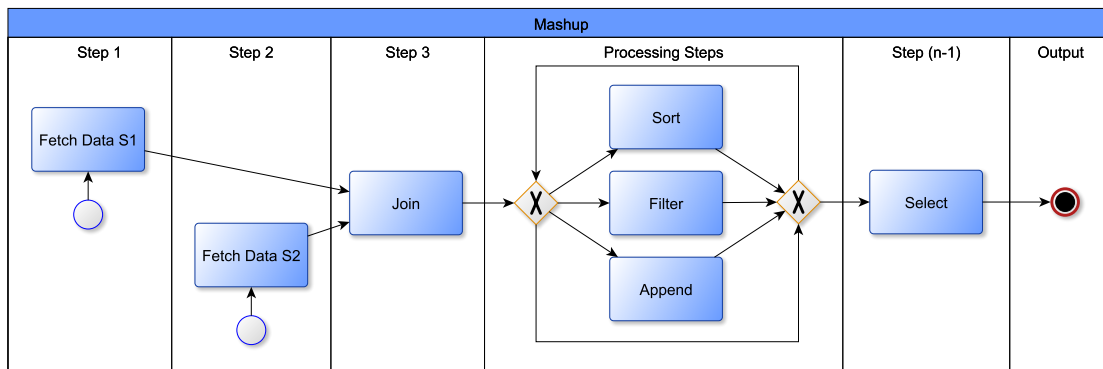 Mashup
Step 1
Step 2
Step 3
Processing Steps
Step (n-1)
Output
Fetch Data S1
Fetch Data S2
Join
X
Sort
Filter
Append
X
Select